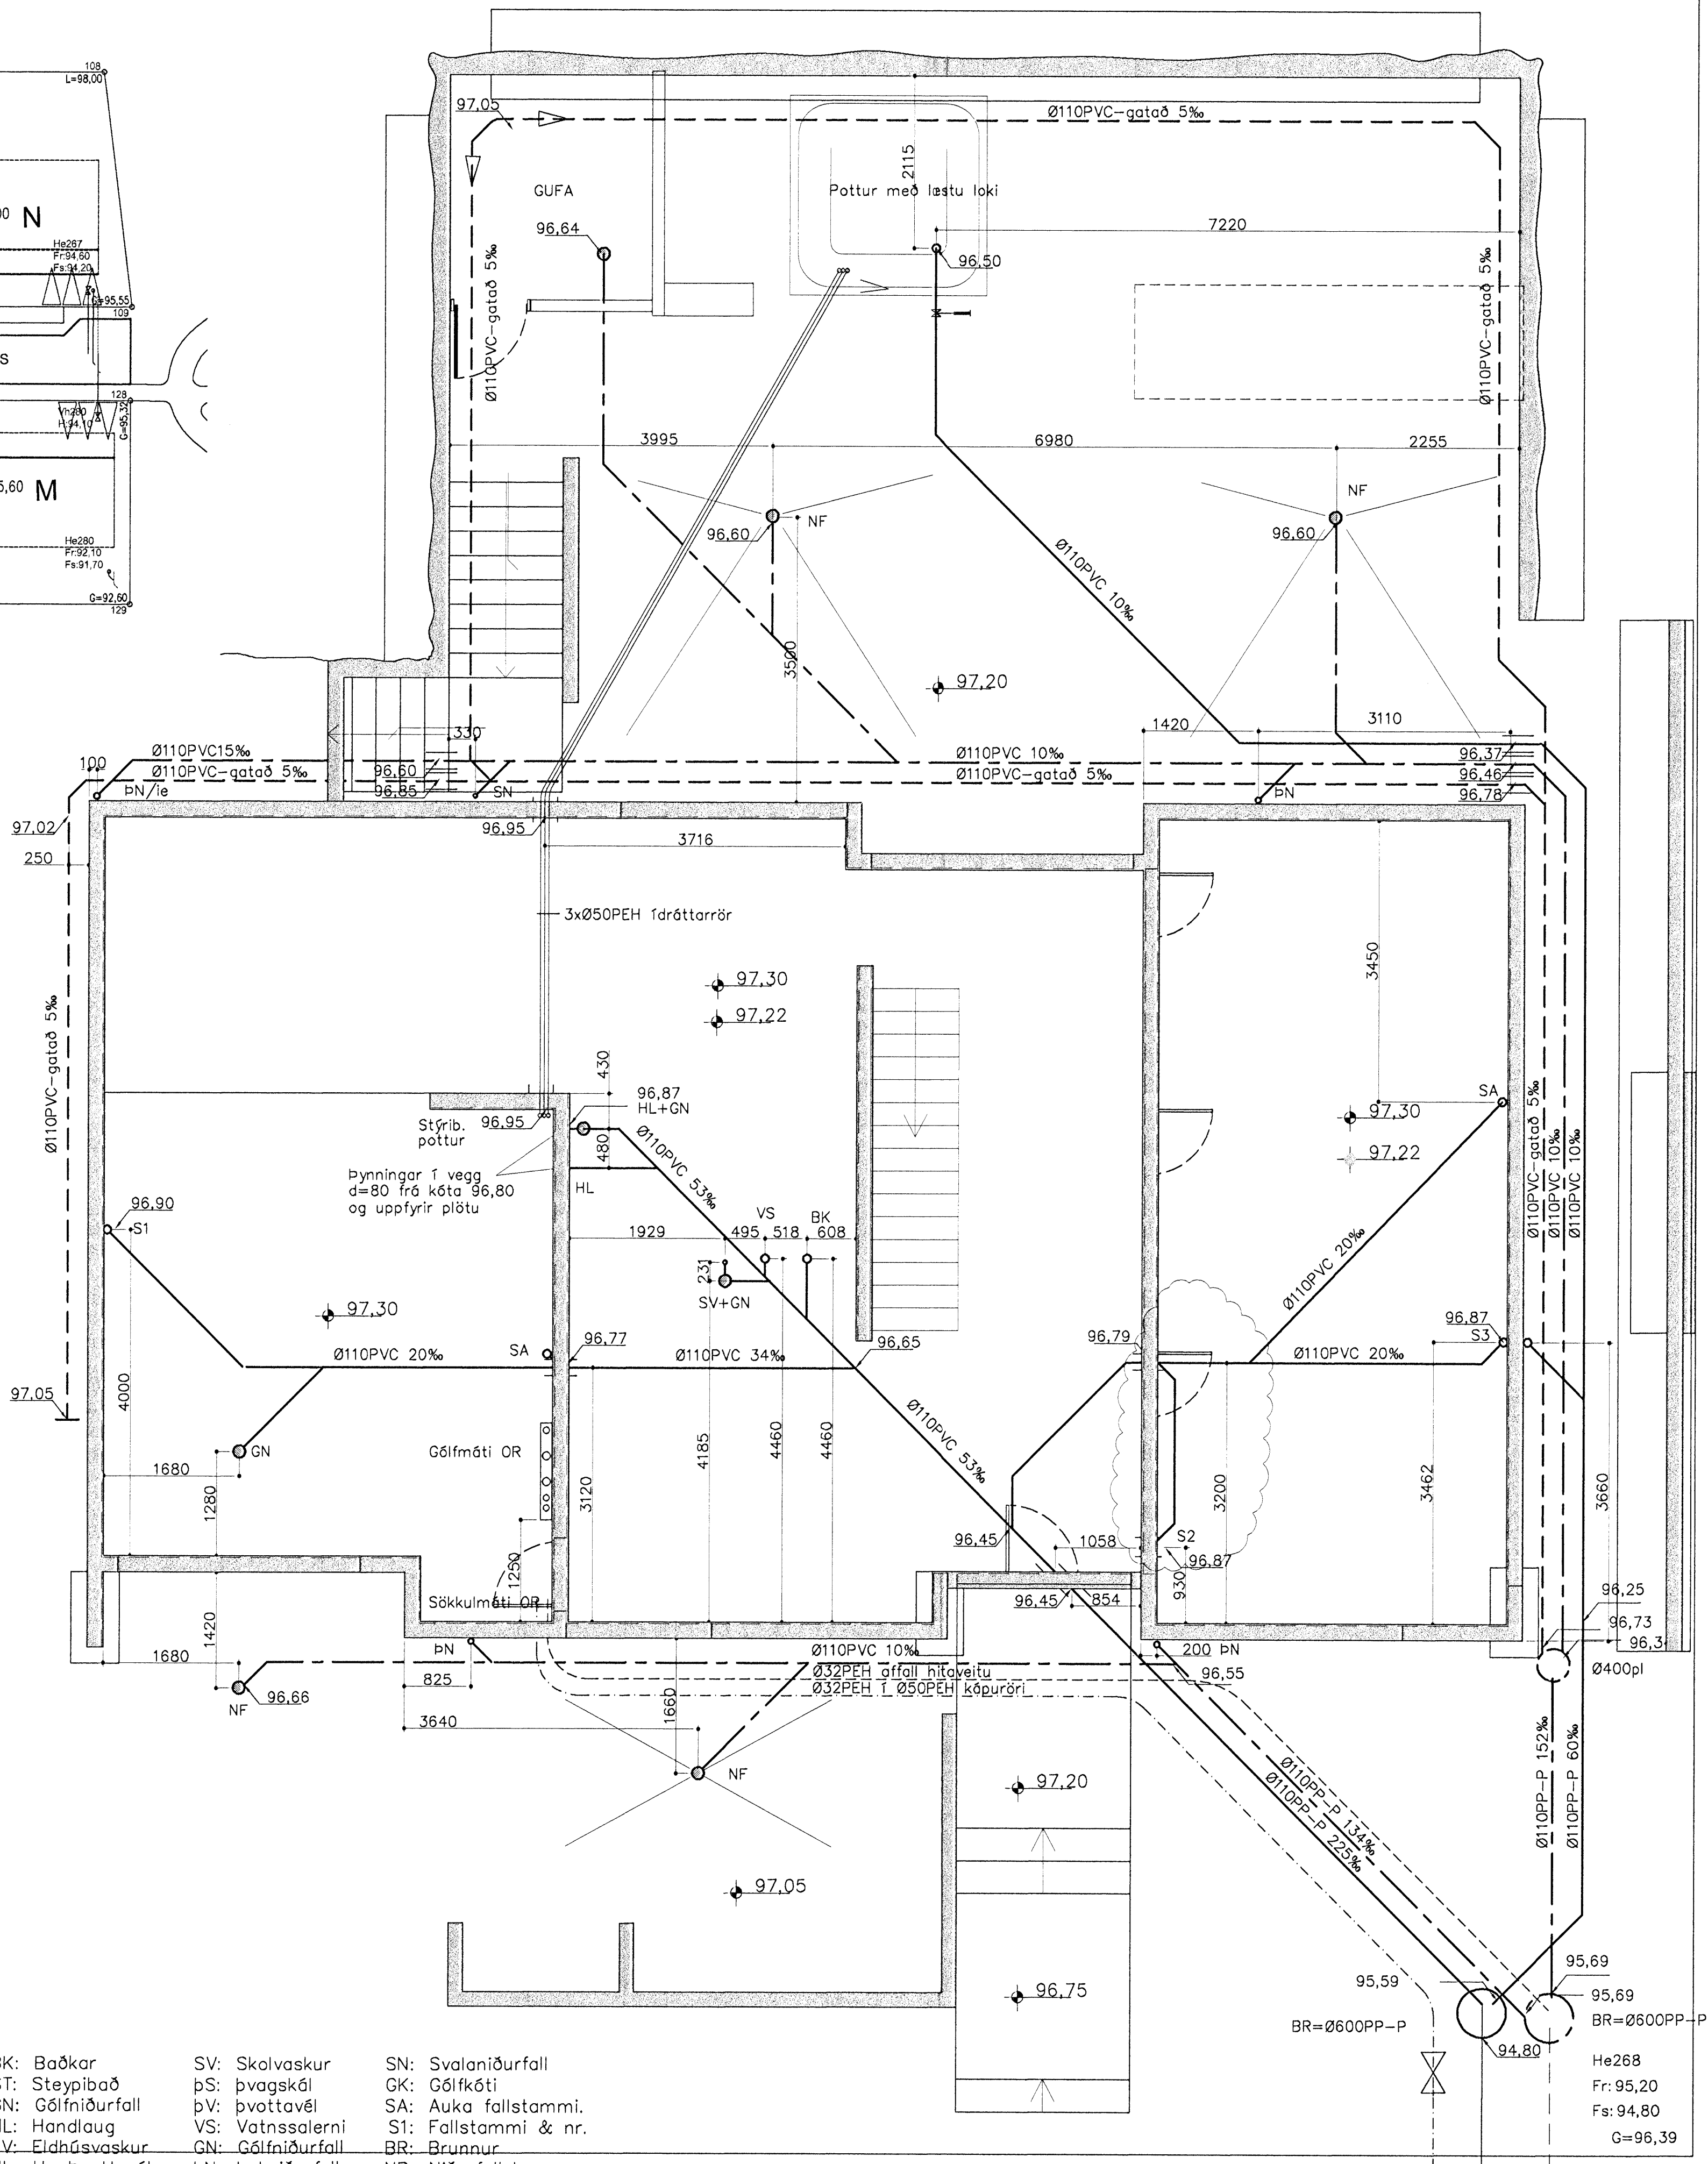 108
L=98,00
N
He267
Fr:94,60
Fs:94,20
G=95,55
109
S
128
Vh280
H:94,10
G=95,32
5,60 M
He280
Fr:92,10
Fs:91,70
G=92,60
129
97,05
Ø110PVC-gatað 5‰
GUFA
2115
Pottur með læstu loki
96,64
7220
96,50
Ø110PVC-gatað 5‰
Ø110PVC-gatað 5‰
3995
6980
2255
NF
NF
96,60
96,60
Ø110PVC 10‰
3500
97,20
330
1420
3110
Ø110PVC15‰
Ø110PVC 10‰
96,37
100
Ø110PVC-gatað 5‰
96,60
Ø110PVC-gatað 5‰
96,46
96,85
ÞN/ie
SN
ÞN
96,78
97,02
96,95
3716
250
3xØ50PEH ídráttarrör
3450
97,30
97,22
Ø110PVC-gatað 5‰
430
96,87
HL+GN
SA
Stýrib.
pottur
96,95
97,30
480
Ø110PVC 53‰
97,22
Þynningar í vegg
d=80 frá kóta 96,80
og uppfyrir plötu
HL
Ø110PVC-gatað 5‰
Ø110PVC 10‰
Ø110PVC 10‰
96,90
S1
VS
BK
1929
495
518
608
231
SV+GN
Ø110PVC 20‰
97,30
96,87
S3
96,77
96,65
96,79
SA
Ø110PVC 20‰
Ø110PVC 34‰
Ø110PVC 20‰
97,05
4000
GN
Gólfmáti OR
1680
1280
3120
4185
4460
4460
Ø110PVC 53‰
3200
3462
3660
96,45
1058
S2
96,87
1250
930
Sökkulmáti OR
96,45
854
96,25
96,73
96,3
1420
ÞN
Ø110PVC 10‰
200
ÞN
1680
825
Ø32PEH affall hitaveitu
96,55
Ø400pl
96,66
Ø32PEH í Ø50PEH kápuröri
NF
3640
1660
NF
97,20
Ø110PP-P 134‰
Ø110PP-P 225‰
Ø110PP-P 152‰
Ø110PP-P 60‰
97,05
96,75
95,59
95,69
95,69
BR=Ø600PP-P
BR=Ø600PP-P
94,80
He268
Fr: 95,20
Fs: 94,80
G=96,39
BK: Baðkar
SV: Skolvaskur
SN: Svalaniðurfall
ST: Steypibað
ÞS: Þvagskál
GK: Gólfkóti
GN: Gólfniðurfall
ÞV: Þvottavél
SA: Auka fallstammi.
HL: Handlaug
VS: Vatnssalerni
S1: Fallstammi & nr.
EV: Eldhúsvaskur
GN: Gólfniðurfall
BR: Brunnur